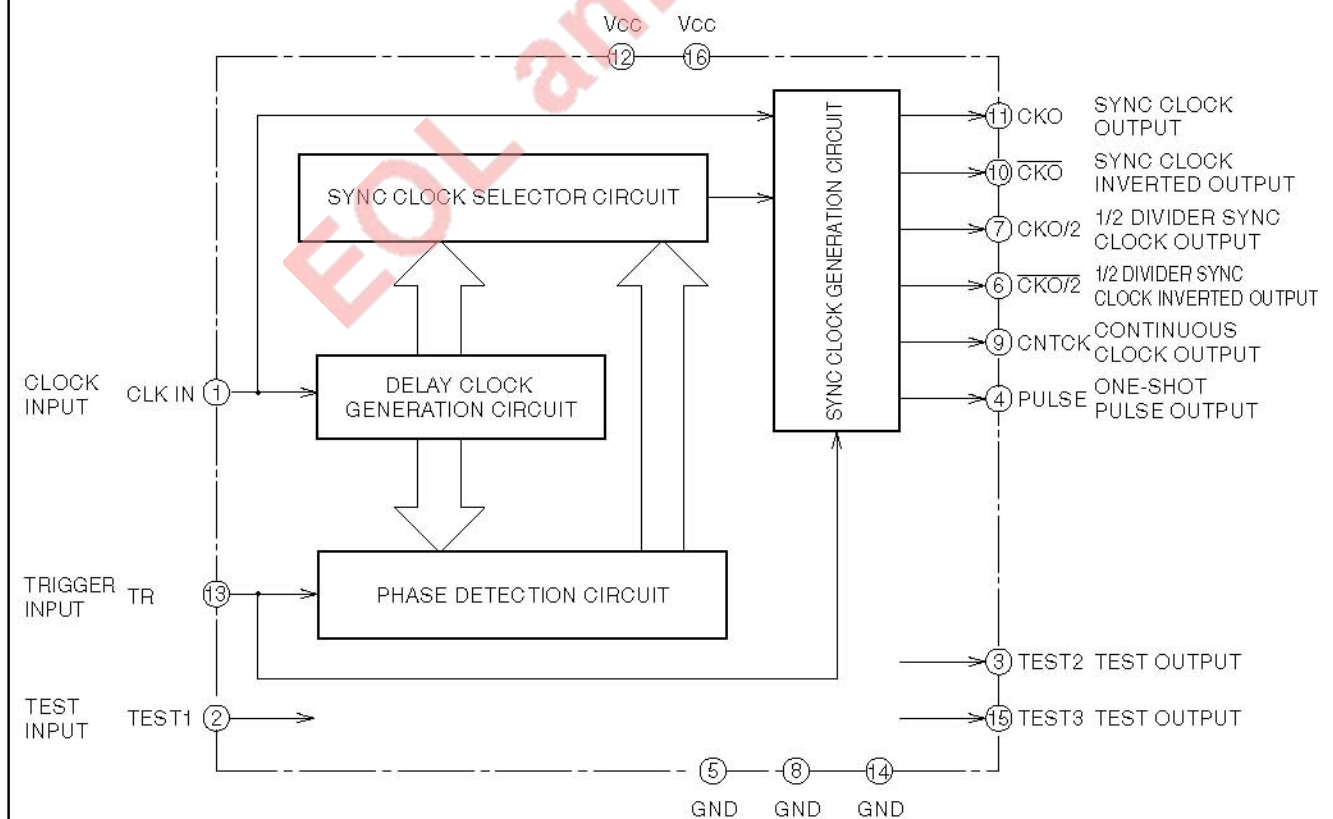 Vcc Vcc
12 16
EOL an
SYNC CLOCK SELECTOR CIRCUIT
SYNC CLOCK GENERATION CIRCUIT
11 CKO SYNC CLOCK
OUTPUT
10 C̅K̅O̅ SYNC CLOCK
INVERTED OUTPUT
7 CKO/2 1/2 DIVIDER SYNC
CLOCK OUTPUT
6 C̅K̅O̅/̅2̅ 1/2 DIVIDER SYNC
CLOCK INVERTED OUTPUT
9 CNTCK CONTINUOUS
CLOCK OUTPUT
4 PULSE ONE-SHOT
PULSE OUTPUT
CLOCK
INPUT
CLK IN 1
DELAY CLOCK
GENERATION CIRCUIT
TRIGGER
INPUT
TR 13
PHASE DETECTION CIRCUIT
TEST
INPUT
TEST1 2
3 TEST2 TEST OUTPUT
15 TEST3 TEST OUTPUT
5 8 14
GND GND GND